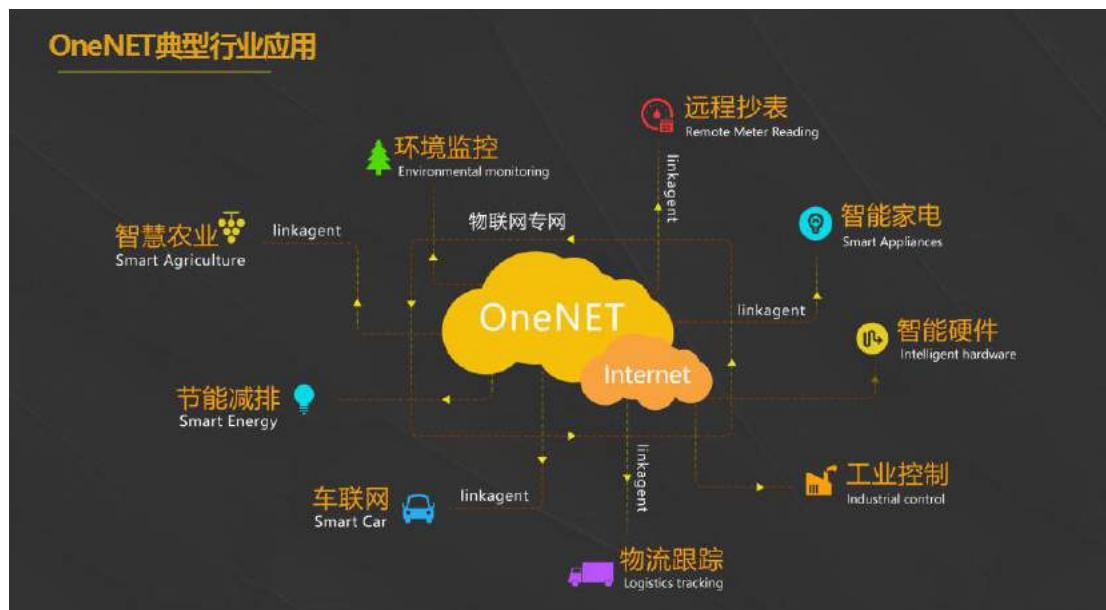 OneNET典型行业应用
远程抄表
Remote Meter Reading
环境监控
Environmental monitoring
linkagent
物联网专网
智能家电
Smart Appliances
智慧农业
Smart Agriculture
linkagent
OneNET
linkagent
智能硬件
Intelligent hardware
Internet
节能减排
Smart Energy
linkagent
工业控制
Industrial control
车联网
Smart Car
linkagent
物流跟踪
Logistics tracking